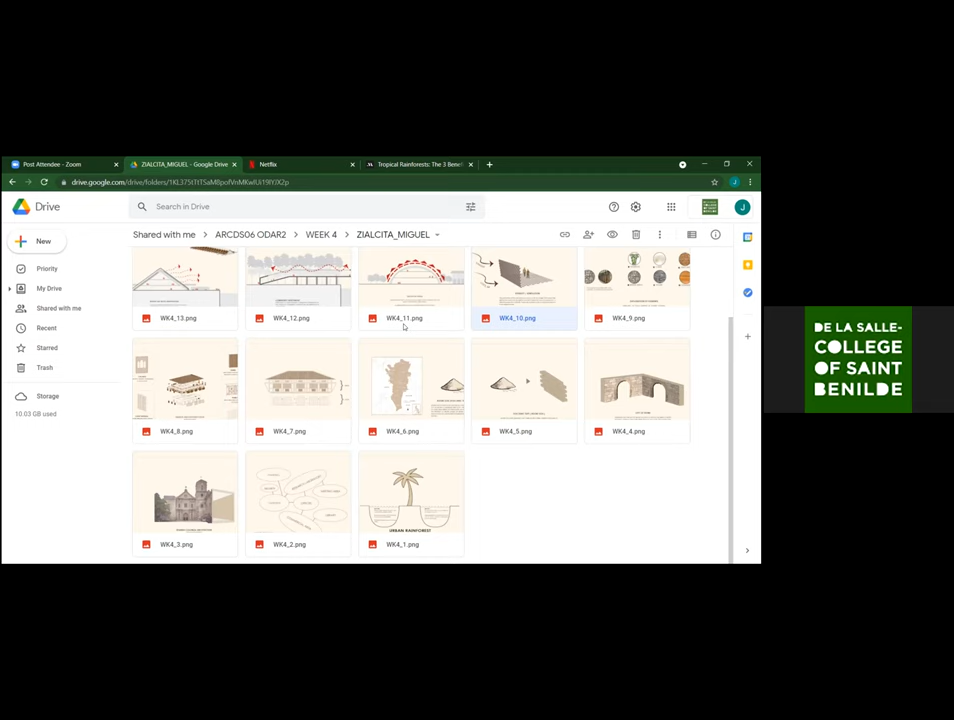 Post Attendee - Zoom
ZIALCITA_MIGUEL - Google Drive
Netflix
Tropical Rainforests: The 3 Bene
Drive
Search in Drive
J
New
Priority
My Drive
Shared with me
Recent
Starred
Trash
Storage
10.03 GB used
Shared with me > ARCDS06 ODAR2 > WEEK 4 > ZIALCITA_MIGUEL
WK4_13.png
WK4_12.png
WK4_11.png
WK4_10.png
WK4_9.png
WK4_8.png
WK4_7.png
WK4_6.png
WK4_5.png
WK4_4.png
URBAN RAINFOREST
WK4_3.png
WK4_2.png
WK4_1.png
DE LA SALLE-
COLLEGE
OF SAINT
BENILDE